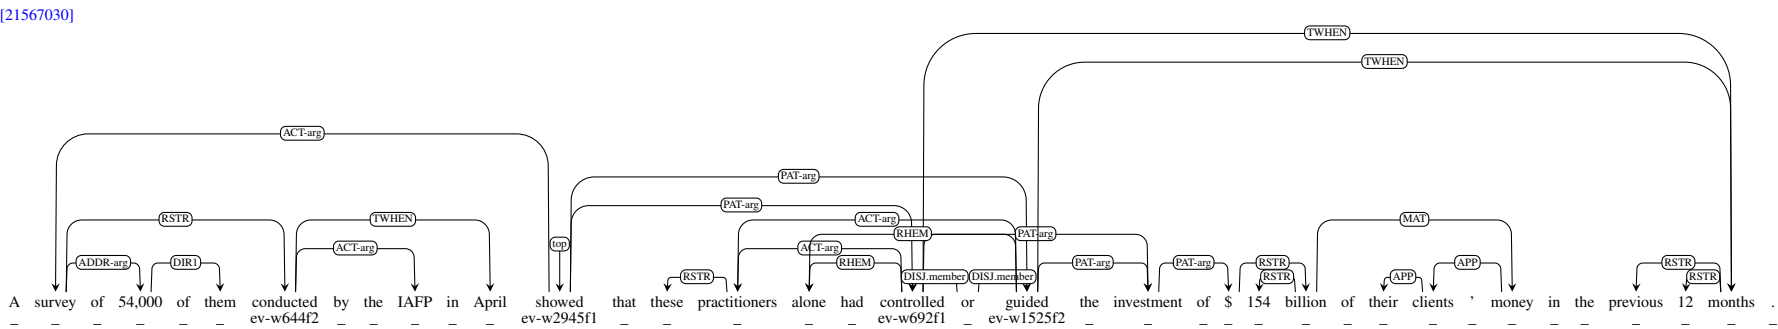 [21567030]
TWHEN
TWHEN
ACT-arg
PAT-arg
PAT-arg
RSTR TWHEN ACT-arg MAT
RHEM PAT-arg
top ACT-arg ACT-arg
ADDR-arg DIR1 RHEM PAT-arg PAT-arg RSTR APP RSTR
RSTR DISJ.member DISJ.member RSTR APP RSTR
A survey of 54,000 of them conducted by the IAFP in April showed that these practitioners alone had controlled or guided the investment of $ 154 billion of their clients ' money in the previous 12 months .
_ _ _ _ _ _ ev-w644f2 _ _ _ _ _ ev-w2945f1 _ _ _ _ _ ev-w692f1 _ ev-w1525f2 _ _ _ _ _ _ _ _ _ _ _ _ _ _ _ _ _